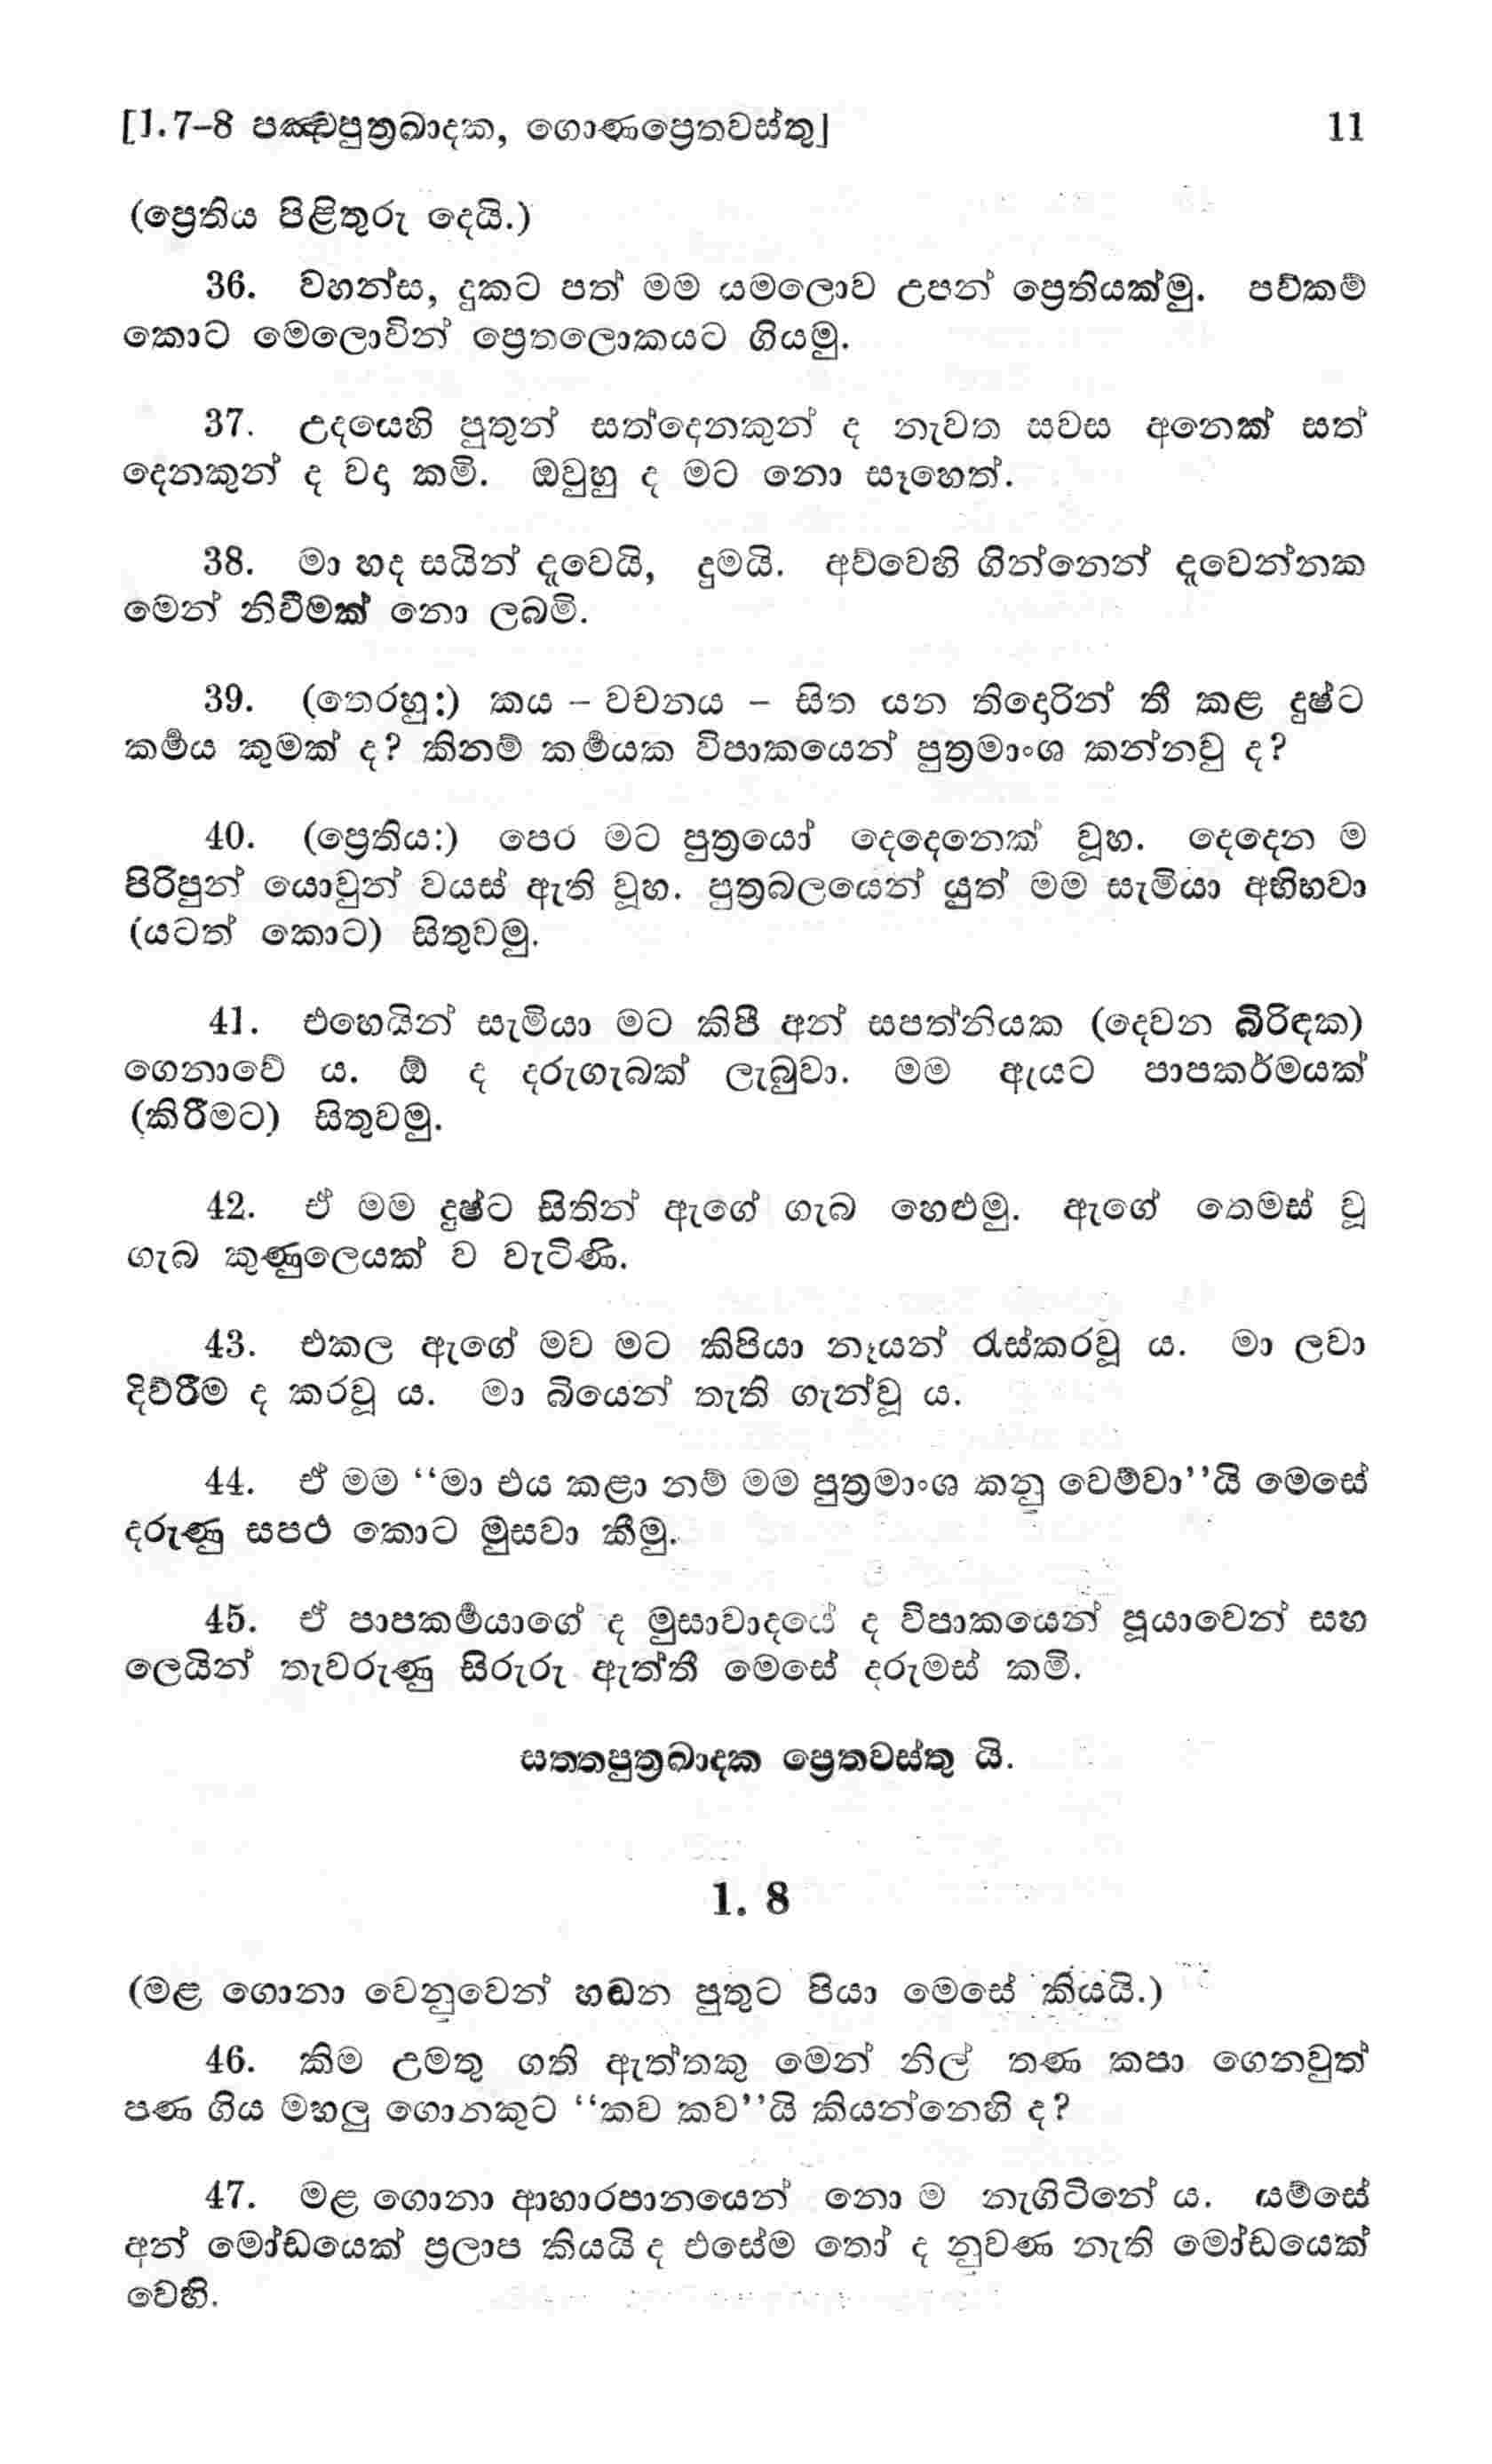 [1.7–8 පඤ්චපුත්‍රඛාදක, ගොණප්‍රෙතවස්තු] 11
(ප්‍රෙතිය පිළිතුරු දෙයි.)
36. වහන්ස, දුකට පත් මම යමලොව උපන් ප්‍රෙතියක්මු. පව්කම්
කොට මෙලොවින් ප්‍රෙතලොකයට ගියමු.
37. උදයෙහි පුතුන් සත්දෙනකුන් ද නැවත සවස අනෙක් සත්
දෙනකුන් ද වදා කමි. ඔවුහු ද මට නො සෑහෙත්.
38. මා හද සයින් දැවෙයි, දුමයි. අව්වෙහි ගින්නෙන් දැවෙන්නක
මෙන් නිවීමක් නො ලබමි.
39. (තෙරහු:) කය – වචනය – සිත යන තිදොරින් තී කළ දුෂ්ට
කර්‍මය කුමක් ද? කිනම් කර්‍මයක විපාකයෙන් පුත්‍රමාංශ කන්නවු ද?
40. (ප්‍රෙතිය:) පෙර මට පුත්‍රයෝ දෙදෙනෙක් වූහ. දෙදෙන ම
පිරිපුන් යොවුන් වයස් ඇති වූහ. පුත්‍රබලයෙන් යුත් මම සැමියා අභිභවා
(යටත් කොට) සිතුවමු.
41. එහෙයින් සැමියා මට කිපී අන් සපත්නියක (දෙවන බිරිඳක)
ගෙනාවේ ය. ඕ ද දරුගැබක් ලැබුවා. මම ඇයට පාපකර්මයක්
(කිරීමට) සිතුවමු.
42. ඒ මම දුෂ්ට සිතින් ඇගේ ගැබ හෙළුමු. ඇගේ තෙමස් වූ
ගැබ කුණුලෙයක් ව වැටිණි.
43. එකල ඇගේ මව මට කිපියා නෑයන් රැස්කරවූ ය. මා ලවා
දිව්රීම ද කරවූ ය. මා බියෙන් තැති ගැන්වූ ය.
44. ඒ මම “මා එය කළා නම් මම පුත්‍රමාංශ කනු වෙම්වා”යි මෙසේ
දරුණු සපථ කොට මුසවා කීමු.
45. ඒ පාපකර්‍මයාගේ ද මුසාවාදයේ ද විපාකයෙන් පූයාවෙන් සහ
ලෙයින් තැවරුණු සිරුරු ඇත්තී මෙසේ දරුමස් කමි.
සත්තපුත්‍රඛාදක ප්‍රෙතවස්තු යි.
1. 8
(මළ ගොනා වෙනුවෙන් හඬන පුතුට පියා මෙසේ කියයි.)
46. කිම උමතු ගති ඇත්තකු මෙන් නිල් තණ කපා ගෙනවුත්
පණ ගිය මහලු ගොනකුට “කව කව”යි කියන්නෙහි ද?
47. මළ ගොනා ආහාරපානයෙන් නො ම නැගිටිනේ ය. යම්සේ
අන් මෝඩයෙක් ප්‍රලාප කියයි ද එසේම තෝ ද නුවණ නැති මෝඩයෙක්
වෙහි.